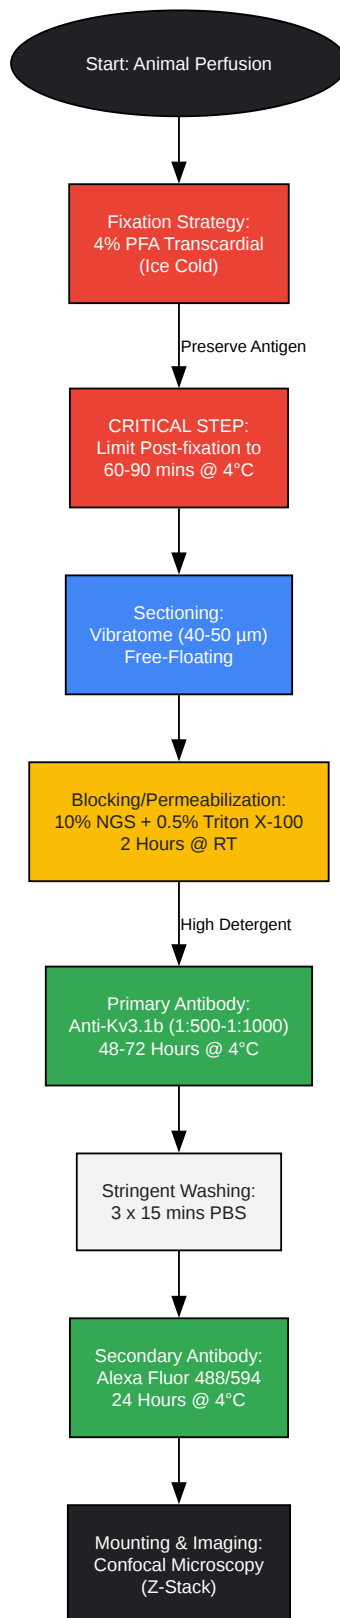 Start: Animal Perfusion
Fixation Strategy:
4% PFA Transcardial
(Ice Cold)
Preserve Antigen
CRITICAL STEP:
Limit Post-fixation to
60-90 mins @ 4°C
Sectioning:
Vibratome (40-50 µm)
Free-Floating
Blocking/Permeabilization:
10% NGS + 0.5% Triton X-100
2 Hours @ RT
High Detergent
Primary Antibody:
Anti-Kv3.1b (1:500-1:1000)
48-72 Hours @ 4°C
Stringent Washing:
3 x 15 mins PBS
Secondary Antibody:
Alexa Fluor 488/594
24 Hours @ 4°C
Mounting & Imaging:
Confocal Microscopy
(Z-Stack)